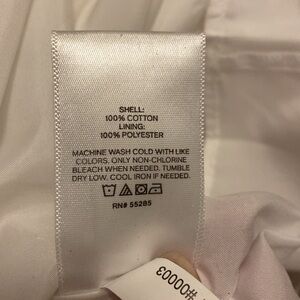 SHELL:
100% COTTON
LINING:
100% POLYESTER
MACHINE WASH COLD WITH LIKE
COLORS. ONLY NON-CHLORINE
BLEACH WHEN NEEDED. TUMBLE
DRY LOW. COOL IRON IF NEEDED.
RN# 55285
#00003